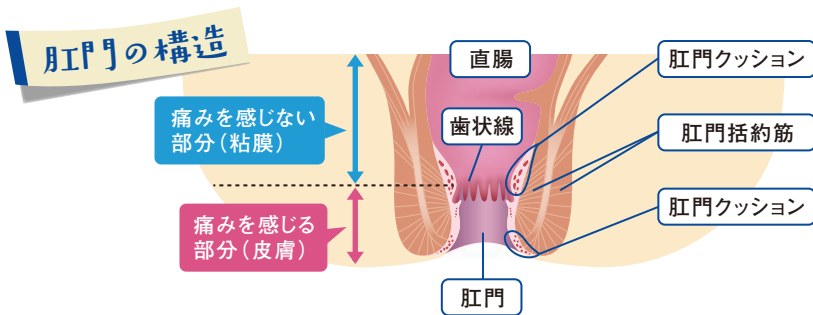 肛門の構造
直腸
肛門クッション
痛みを感じない
部分(粘膜)
歯状線
肛門括約筋
痛みを感じる
部分(皮膚)
肛門クッション
肛門